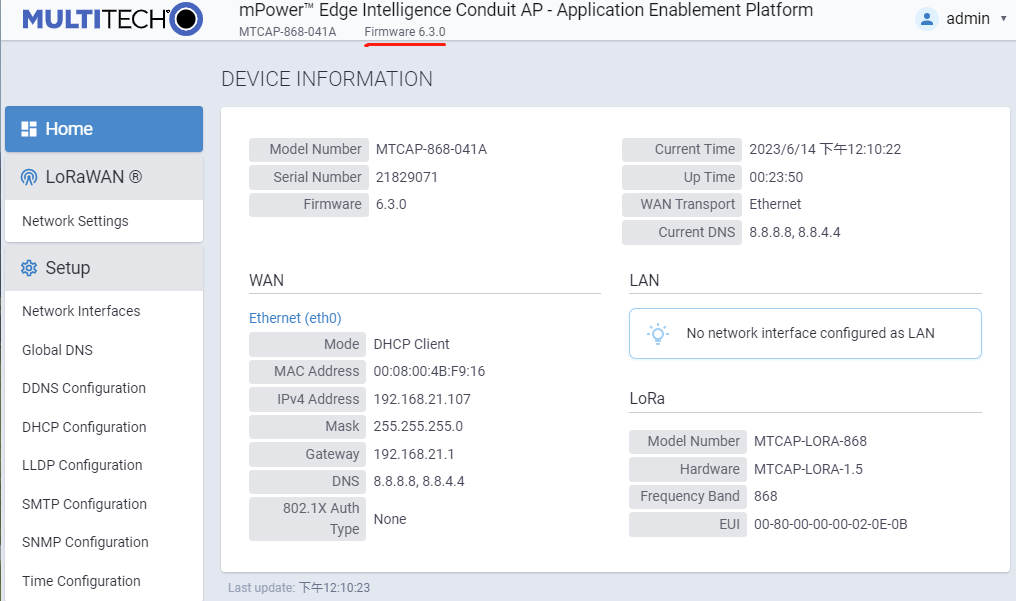 MULTITECH
mPower™ Edge Intelligence Conduit AP - Application Enablement Platform
MTCAP-868-041A Firmware 6.3.0
admin
DEVICE INFORMATION
Home
LoRaWAN ®
Network Settings
Setup
Network Interfaces
Global DNS
DDNS Configuration
DHCP Configuration
LLDP Configuration
SMTP Configuration
SNMP Configuration
Time Configuration
Model Number MTCAP-868-041A
Serial Number 21829071
Firmware 6.3.0
Current Time 2023/6/14 下午12:10:22
Up Time 00:23:50
WAN Transport Ethernet
Current DNS 8.8.8.8, 8.8.4.4
WAN
Ethernet (eth0)
Mode DHCP Client
MAC Address 00:08:00:4B:F9:16
IPv4 Address 192.168.21.107
Mask 255.255.255.0
Gateway 192.168.21.1
DNS 8.8.8.8, 8.8.4.4
802.1X Auth
Type None
LAN
No network interface configured as LAN
LoRa
Model Number MTCAP-LORA-868
Hardware MTCAP-LORA-1.5
Frequency Band 868
EUI 00-80-00-00-00-02-0E-0B
Last update: 下午12:10:23